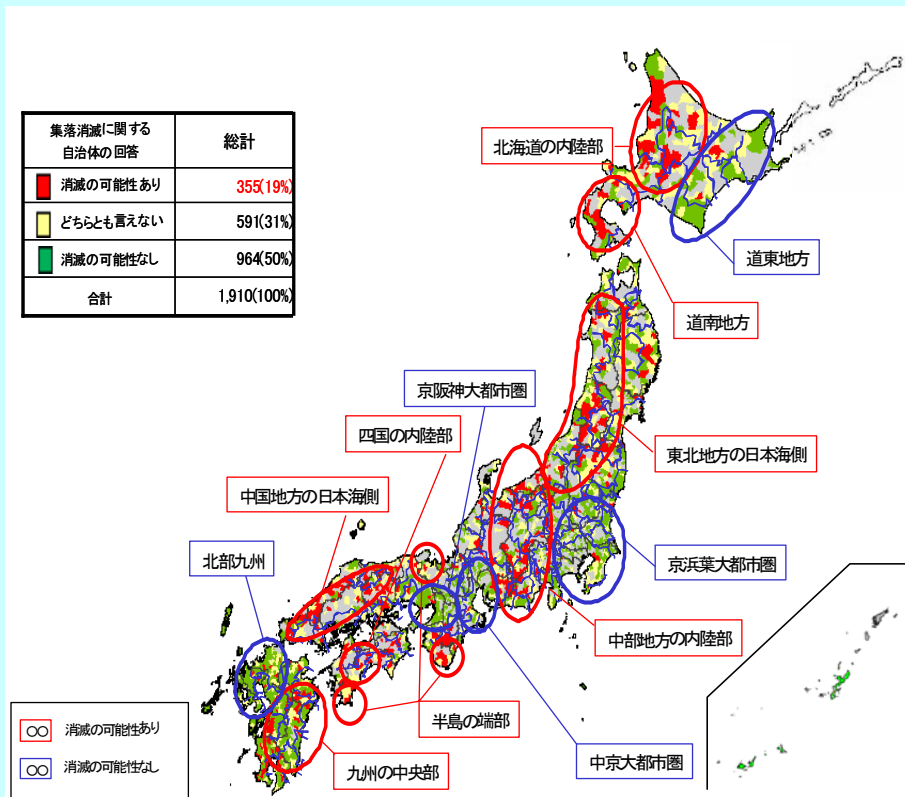 集落消滅に関する
自治体の回答
総計
消滅の可能性あり
355(19%)
どちらとも言えない
591(31%)
消滅の可能性なし
964(50%)
合計
1,910(100%)
北海道の内陸部
道東地方
道南地方
京阪神大都市圏
四国の内陸部
東北地方の日本海側
中国地方の日本海側
北部九州
京浜葉大都市圏
中部地方の内陸部
半島の端部
中京大都市圏
九州の中央部
○○ 消滅の可能性あり
○○ 消滅の可能性なし